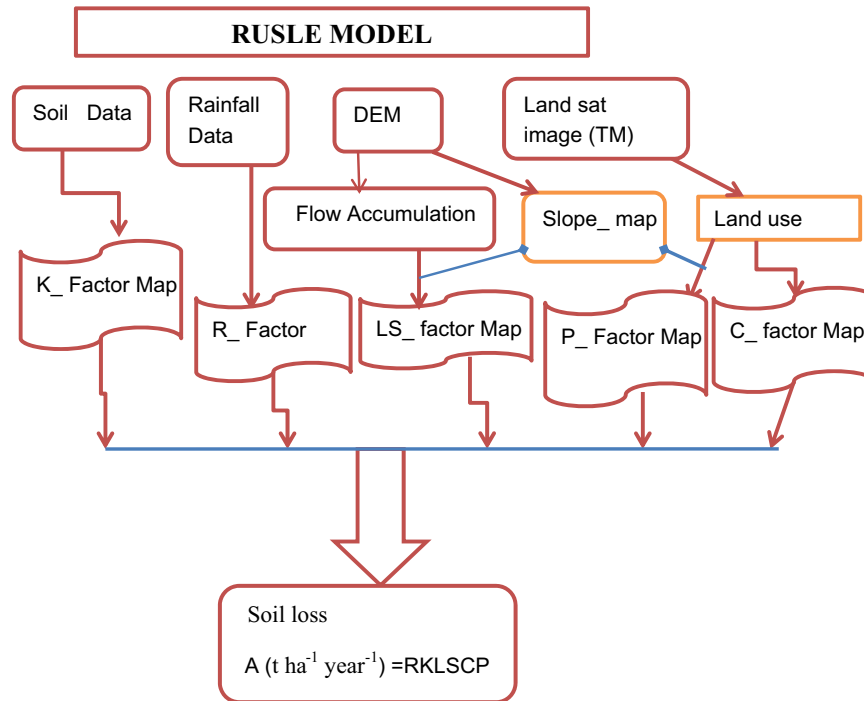 RUSLE MODEL
Soil Data
Rainfall
Data
DEM
Land sat
image (TM)
Flow Accumulation
Slope_ map
Land use
K_ Factor Map
R_ Factor
LS_ factor Map
P_ Factor Map
C_ factor Map
Soil loss
A (t ha⁻¹ year⁻¹) =RKLSCP